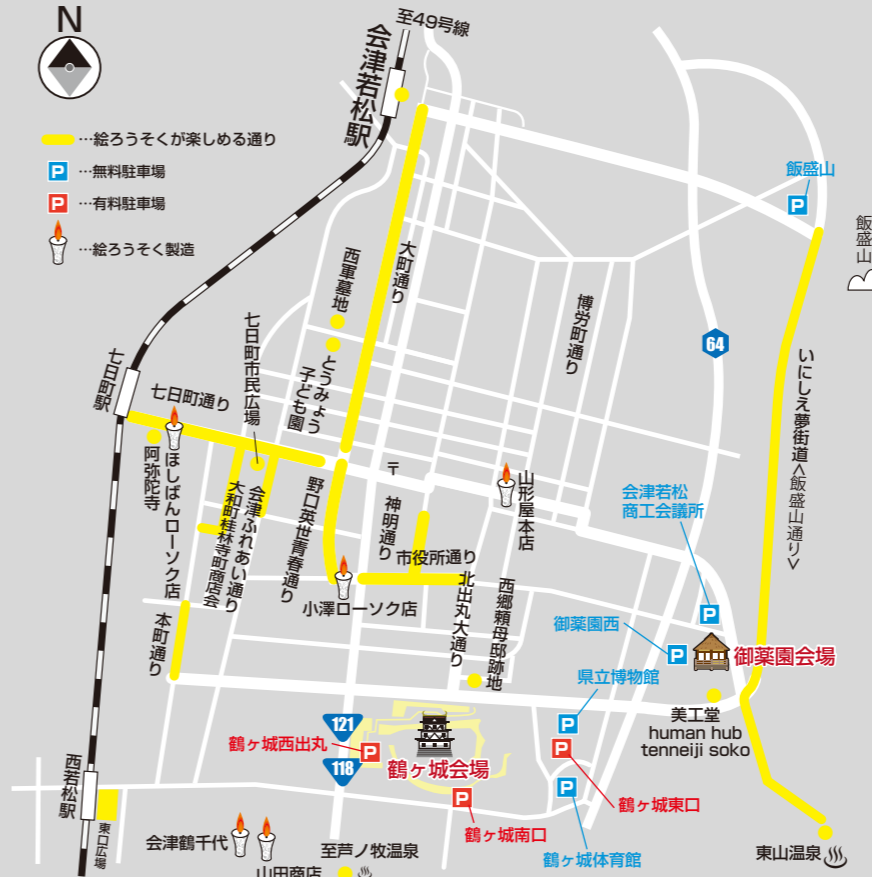 N
至49号線
会津若松駅
…絵ろうそくが楽しめる通り
P …無料駐車場
P …有料駐車場
…絵ろうそく製造
飯盛山
P
飯盛山
大町通り
西軍墓地
博労町通り
64
七日町市民広場
とうみょう
子ども園
いにしえ夢街道<飯盛山通り>
七日町駅
七日町通り
阿弥陀寺
ほしばんローソク店
〒
神明通り
山形屋本店
会津若松
商工会議所
P
会津ふれあい通り
大和町桂林寺町商店会
野口英世青春通り
市役所通り
小澤ローソク店
北出丸大通り
西郷頼母邸跡地
本町通り
御薬園西
P
御薬園会場
県立博物館
P
美工堂
human hub
tenneiji soko
121
118
鶴ヶ城西出丸
P
鶴ヶ城会場
P
鶴ヶ城東口
P
鶴ヶ城南口
P
鶴ヶ城体育館
西若松駅
東口広場
会津鶴千代
山田商店
至芦ノ牧温泉
東山温泉